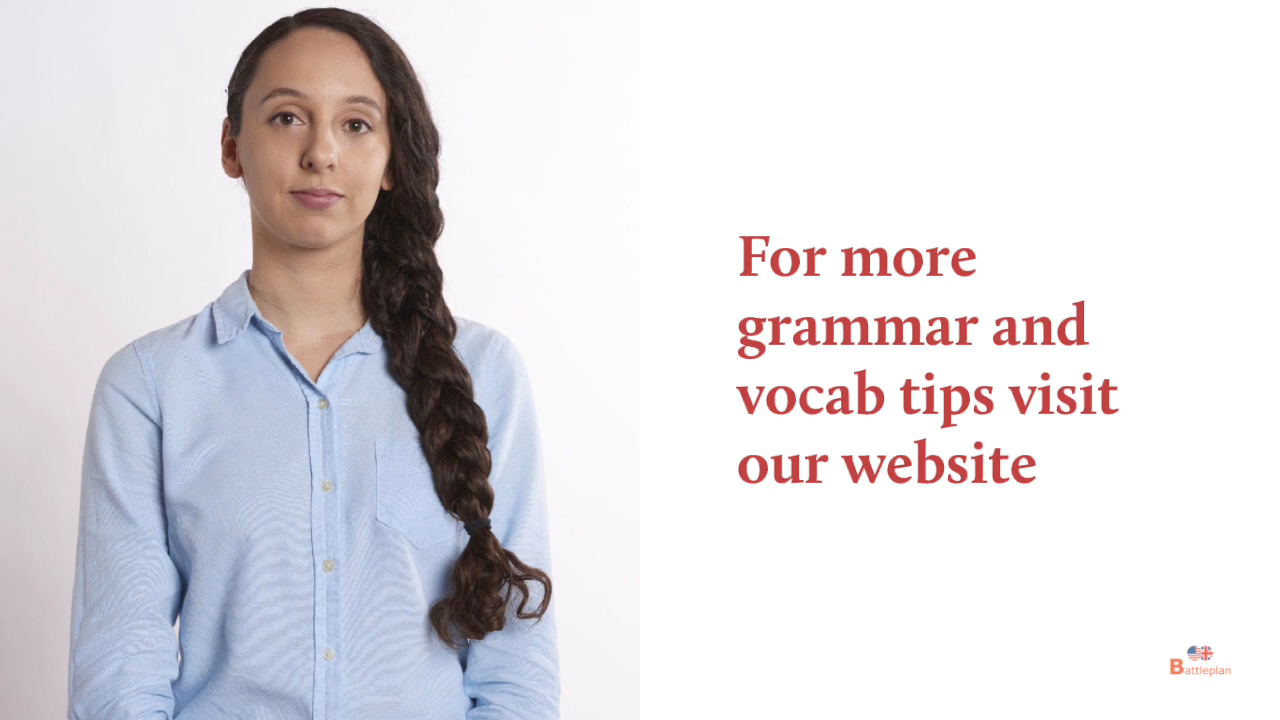 For more
grammar and
vocab tips visit
our website
Battleplan